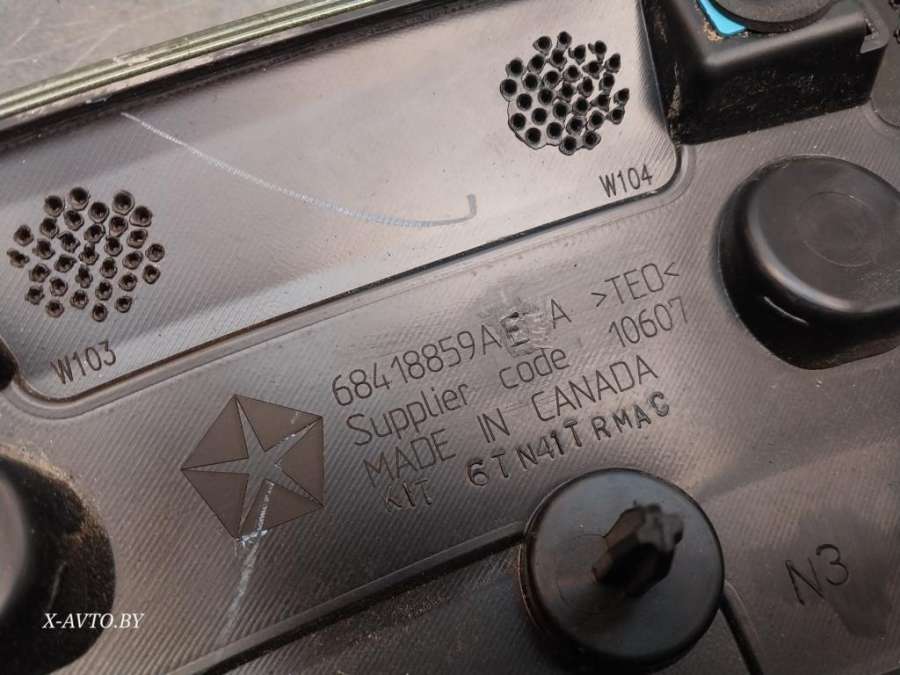 W104
W103
68418859AE A >TEO<
Supplier code 10607
MADE IN CANADA
KIT 6TN41TRMAC
N3
X-AVTO.BY